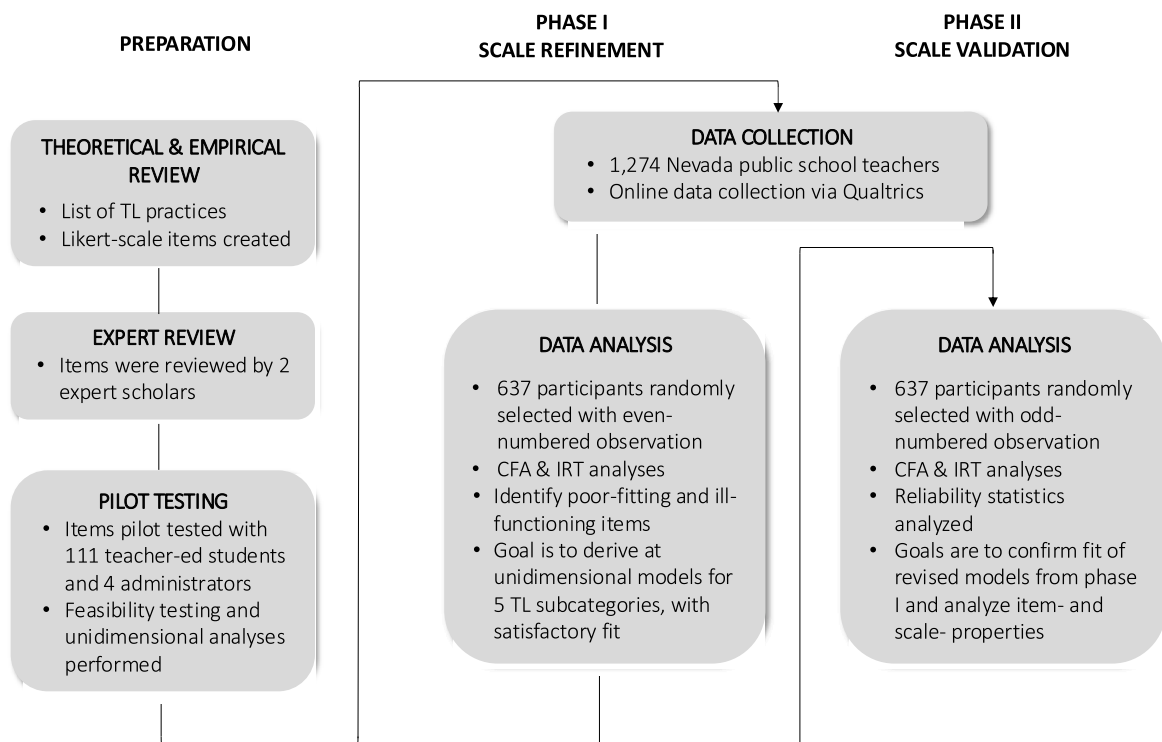 PREPARATION
THEORETICAL & EMPIRICAL
REVIEW
• List of TL practices
• Likert-scale items created
EXPERT REVIEW
• Items were reviewed by 2
expert scholars
PILOT TESTING
• Items pilot tested with
111 teacher-ed students
and 4 administrators
• Feasibility testing and
unidimensional analyses
performed
PHASE I
SCALE REFINEMENT
DATA COLLECTION
• 1,274 Nevada public school teachers
• Online data collection via Qualtrics
DATA ANALYSIS
• 637 participants randomly
selected with even-
numbered observation
• CFA & IRT analyses
• Identify poor-fitting and ill-
functioning items
• Goal is to derive at
unidimensional models for
5 TL subcategories, with
satisfactory fit
PHASE II
SCALE VALIDATION
DATA ANALYSIS
• 637 participants randomly
selected with odd-
numbered observation
• CFA & IRT analyses
• Reliability statistics
analyzed
• Goals are to confirm fit of
revised models from phase
I and analyze item- and
scale- properties